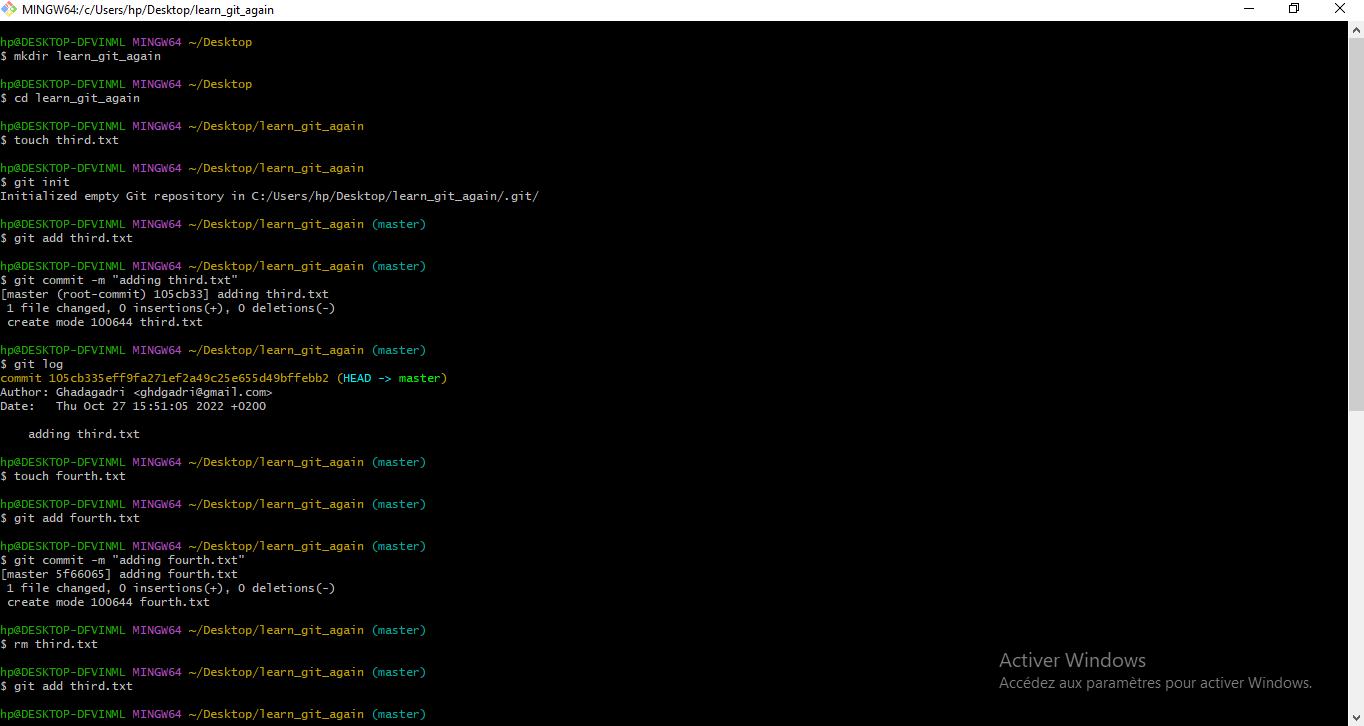 MINGW64:/c/Users/hp/Desktop/learn_git_again
hp@DESKTOP-DFVINML MINGW64 ~/Desktop
$ mkdir learn_git_again
hp@DESKTOP-DFVINML MINGW64 ~/Desktop
$ cd learn_git_again
hp@DESKTOP-DFVINML MINGW64 ~/Desktop/learn_git_again
$ touch third.txt
hp@DESKTOP-DFVINML MINGW64 ~/Desktop/learn_git_again
$ git init
Initialized empty Git repository in C:/Users/hp/Desktop/learn_git_again/.git/
hp@DESKTOP-DFVINML MINGW64 ~/Desktop/learn_git_again (master)
$ git add third.txt
hp@DESKTOP-DFVINML MINGW64 ~/Desktop/learn_git_again (master)
$ git commit -m "adding third.txt"
[master (root-commit) 105cb33] adding third.txt
 1 file changed, 0 insertions(+), 0 deletions(-)
 create mode 100644 third.txt
hp@DESKTOP-DFVINML MINGW64 ~/Desktop/learn_git_again (master)
$ git log
commit 105cb335eff9fa271ef2a49c25e655d49bffebb2 (HEAD -> master)
Author: Ghadagadri <ghdgadri@gmail.com>
Date:   Thu Oct 27 15:51:05 2022 +0200
    adding third.txt
hp@DESKTOP-DFVINML MINGW64 ~/Desktop/learn_git_again (master)
$ touch fourth.txt
hp@DESKTOP-DFVINML MINGW64 ~/Desktop/learn_git_again (master)
$ git add fourth.txt
hp@DESKTOP-DFVINML MINGW64 ~/Desktop/learn_git_again (master)
$ git commit -m "adding fourth.txt"
[master 5f66065] adding fourth.txt
 1 file changed, 0 insertions(+), 0 deletions(-)
 create mode 100644 fourth.txt
hp@DESKTOP-DFVINML MINGW64 ~/Desktop/learn_git_again (master)
$ rm third.txt
hp@DESKTOP-DFVINML MINGW64 ~/Desktop/learn_git_again (master)
$ git add third.txt
hp@DESKTOP-DFVINML MINGW64 ~/Desktop/learn_git_again (master)
Activer Windows
Accédez aux paramètres pour activer Windows.